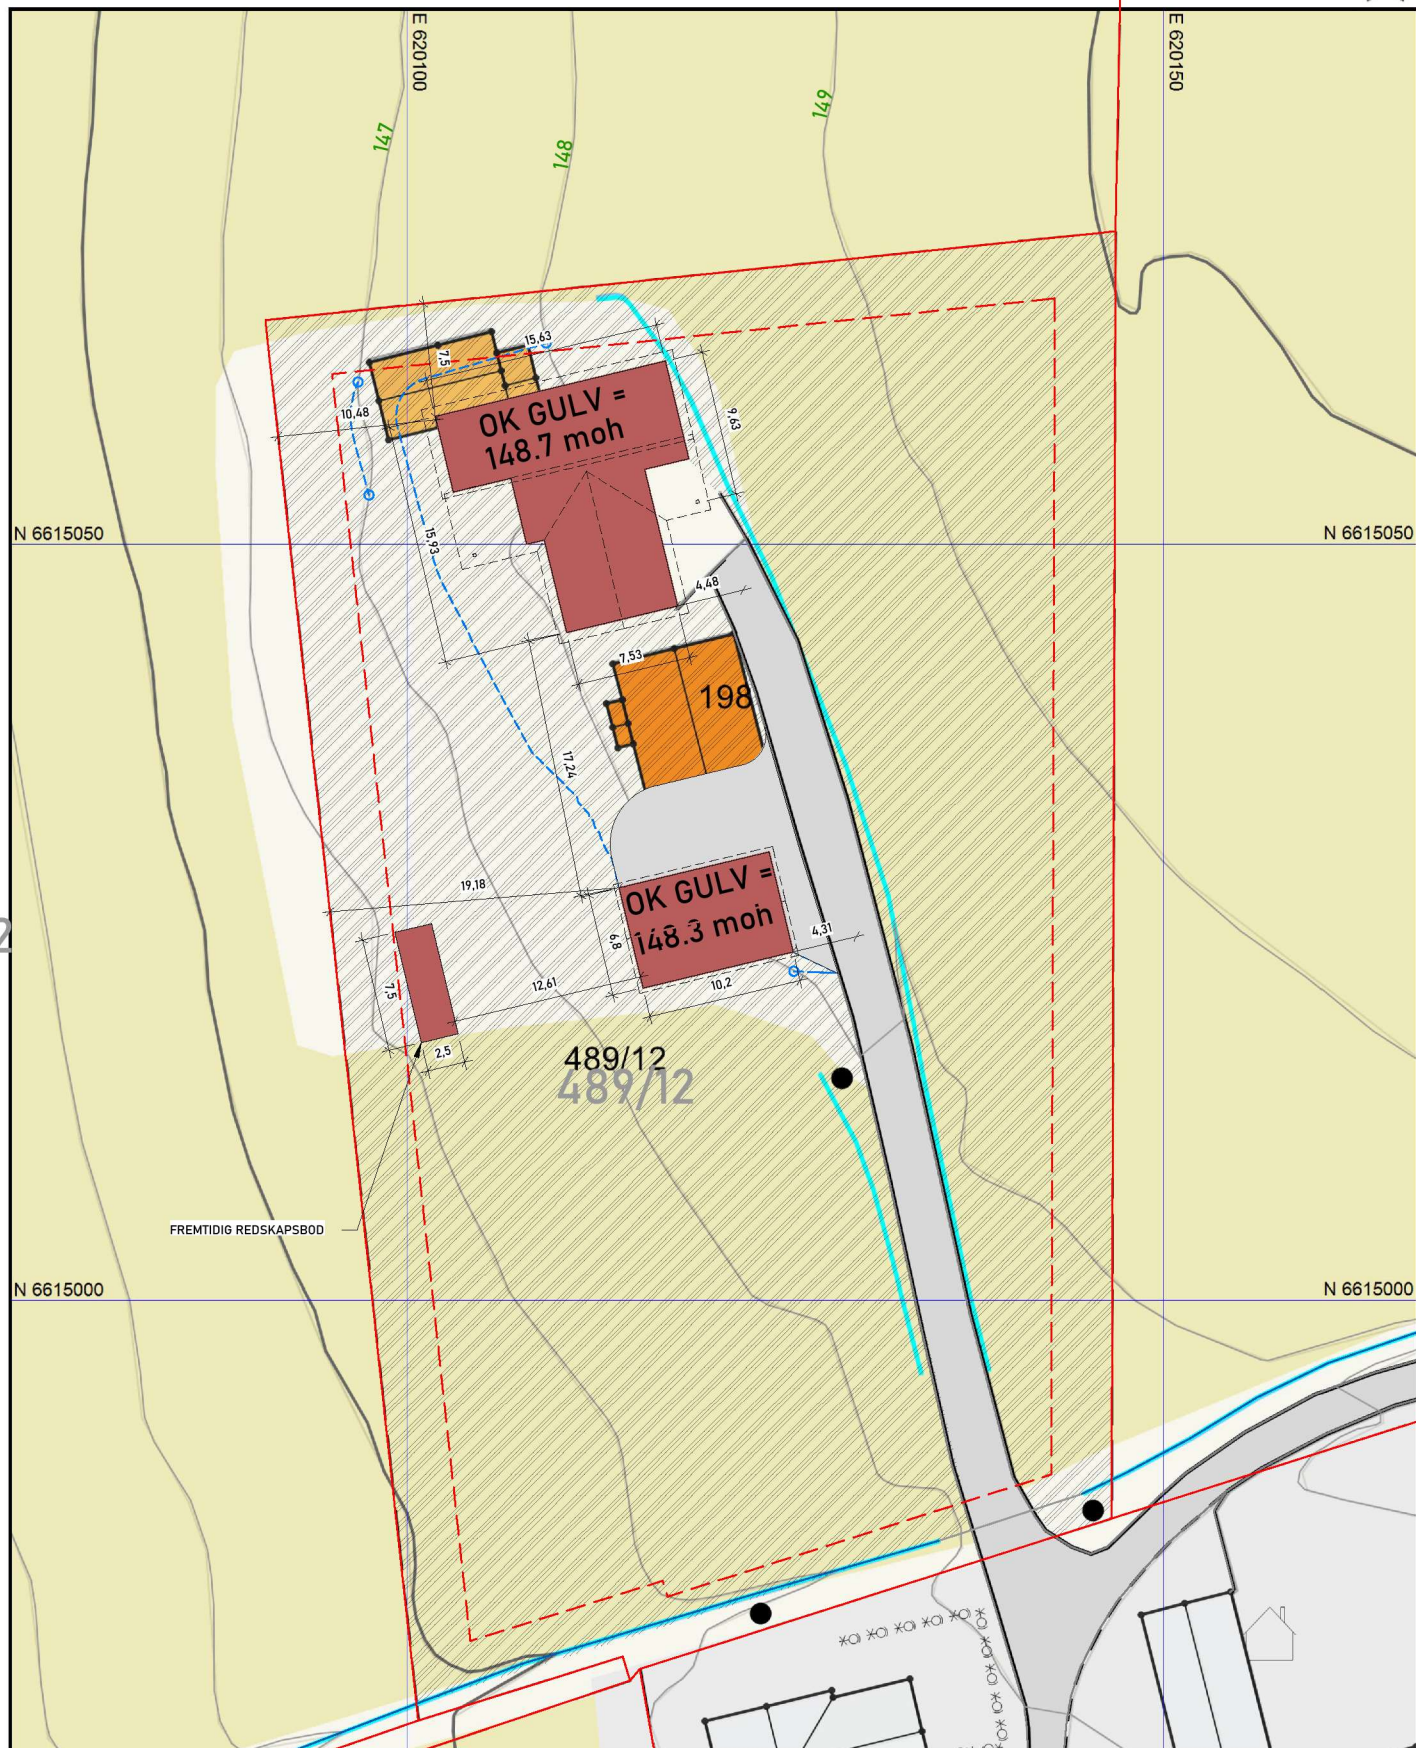 E 620100
E 620150
147
148
149
15,63
7,5
10,48
9,63
OK GULV =
148.7 moh
N 6615050
N 6615050
15,93
4,48
7,53
198
17,24
19,18
OK GULV =
148.3 moh
6,8
4,31
7,5
12,61
10,2
2,5
489/12
489/12
FREMTIDIG REDSKAPSBOD
N 6615000
N 6615000
2